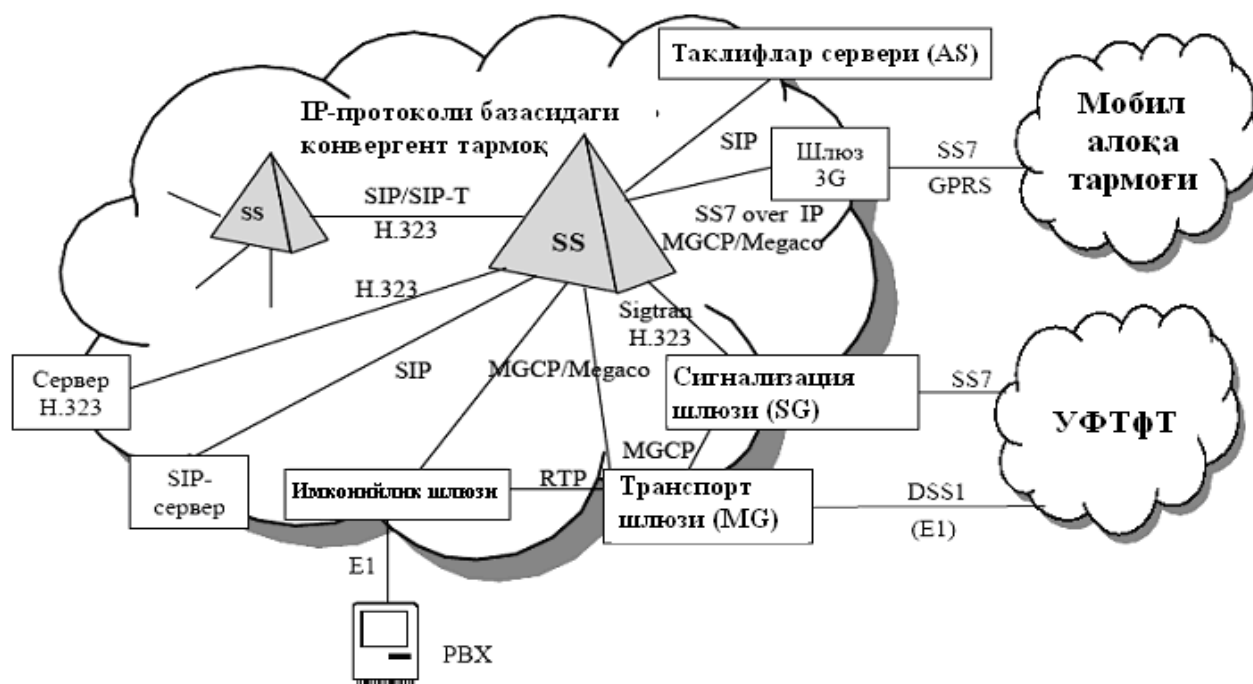 Таклифлар сервери (AS)
IP-протоколи базасидаги
конвергент тармоқ
Мобил
алоқа
тармоғи
SIP
Шлюз
3G
SS7
GPRS
SS
SIP/SIP-T
H.323
SS
SS7 over IP
MGCP/Megaco
H.323
Sigtran
H.323
Сервер
H.323
SIP
MGCP/Megaco
Сигнализация
шлюзи (SG)
SS7
УФТфТ
MGCP
SIP-
сервер
Имконийлик шлюзи
RTP
Транспорт
шлюзи (MG)
DSS1
(E1)
E1
PBX